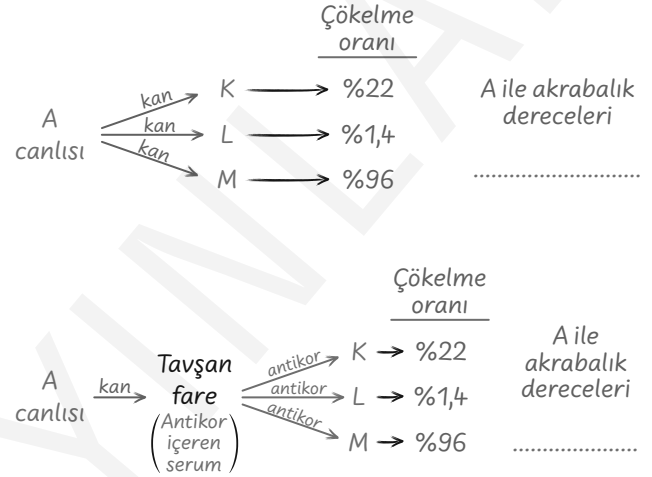 Çökelme
oranı
A
canlısı
kan
kan
kan
K
L
M
%22
%1,4
%96
A ile akrabalık
dereceleri
............................
Çökelme
oranı
A
canlısı
kan
Tavşan
fare
(Antikor
içeren
serum)
antikor
antikor
antikor
K
L
M
%22
%1,4
%96
A ile
akrabalık
dereceleri
.....................
YINLA